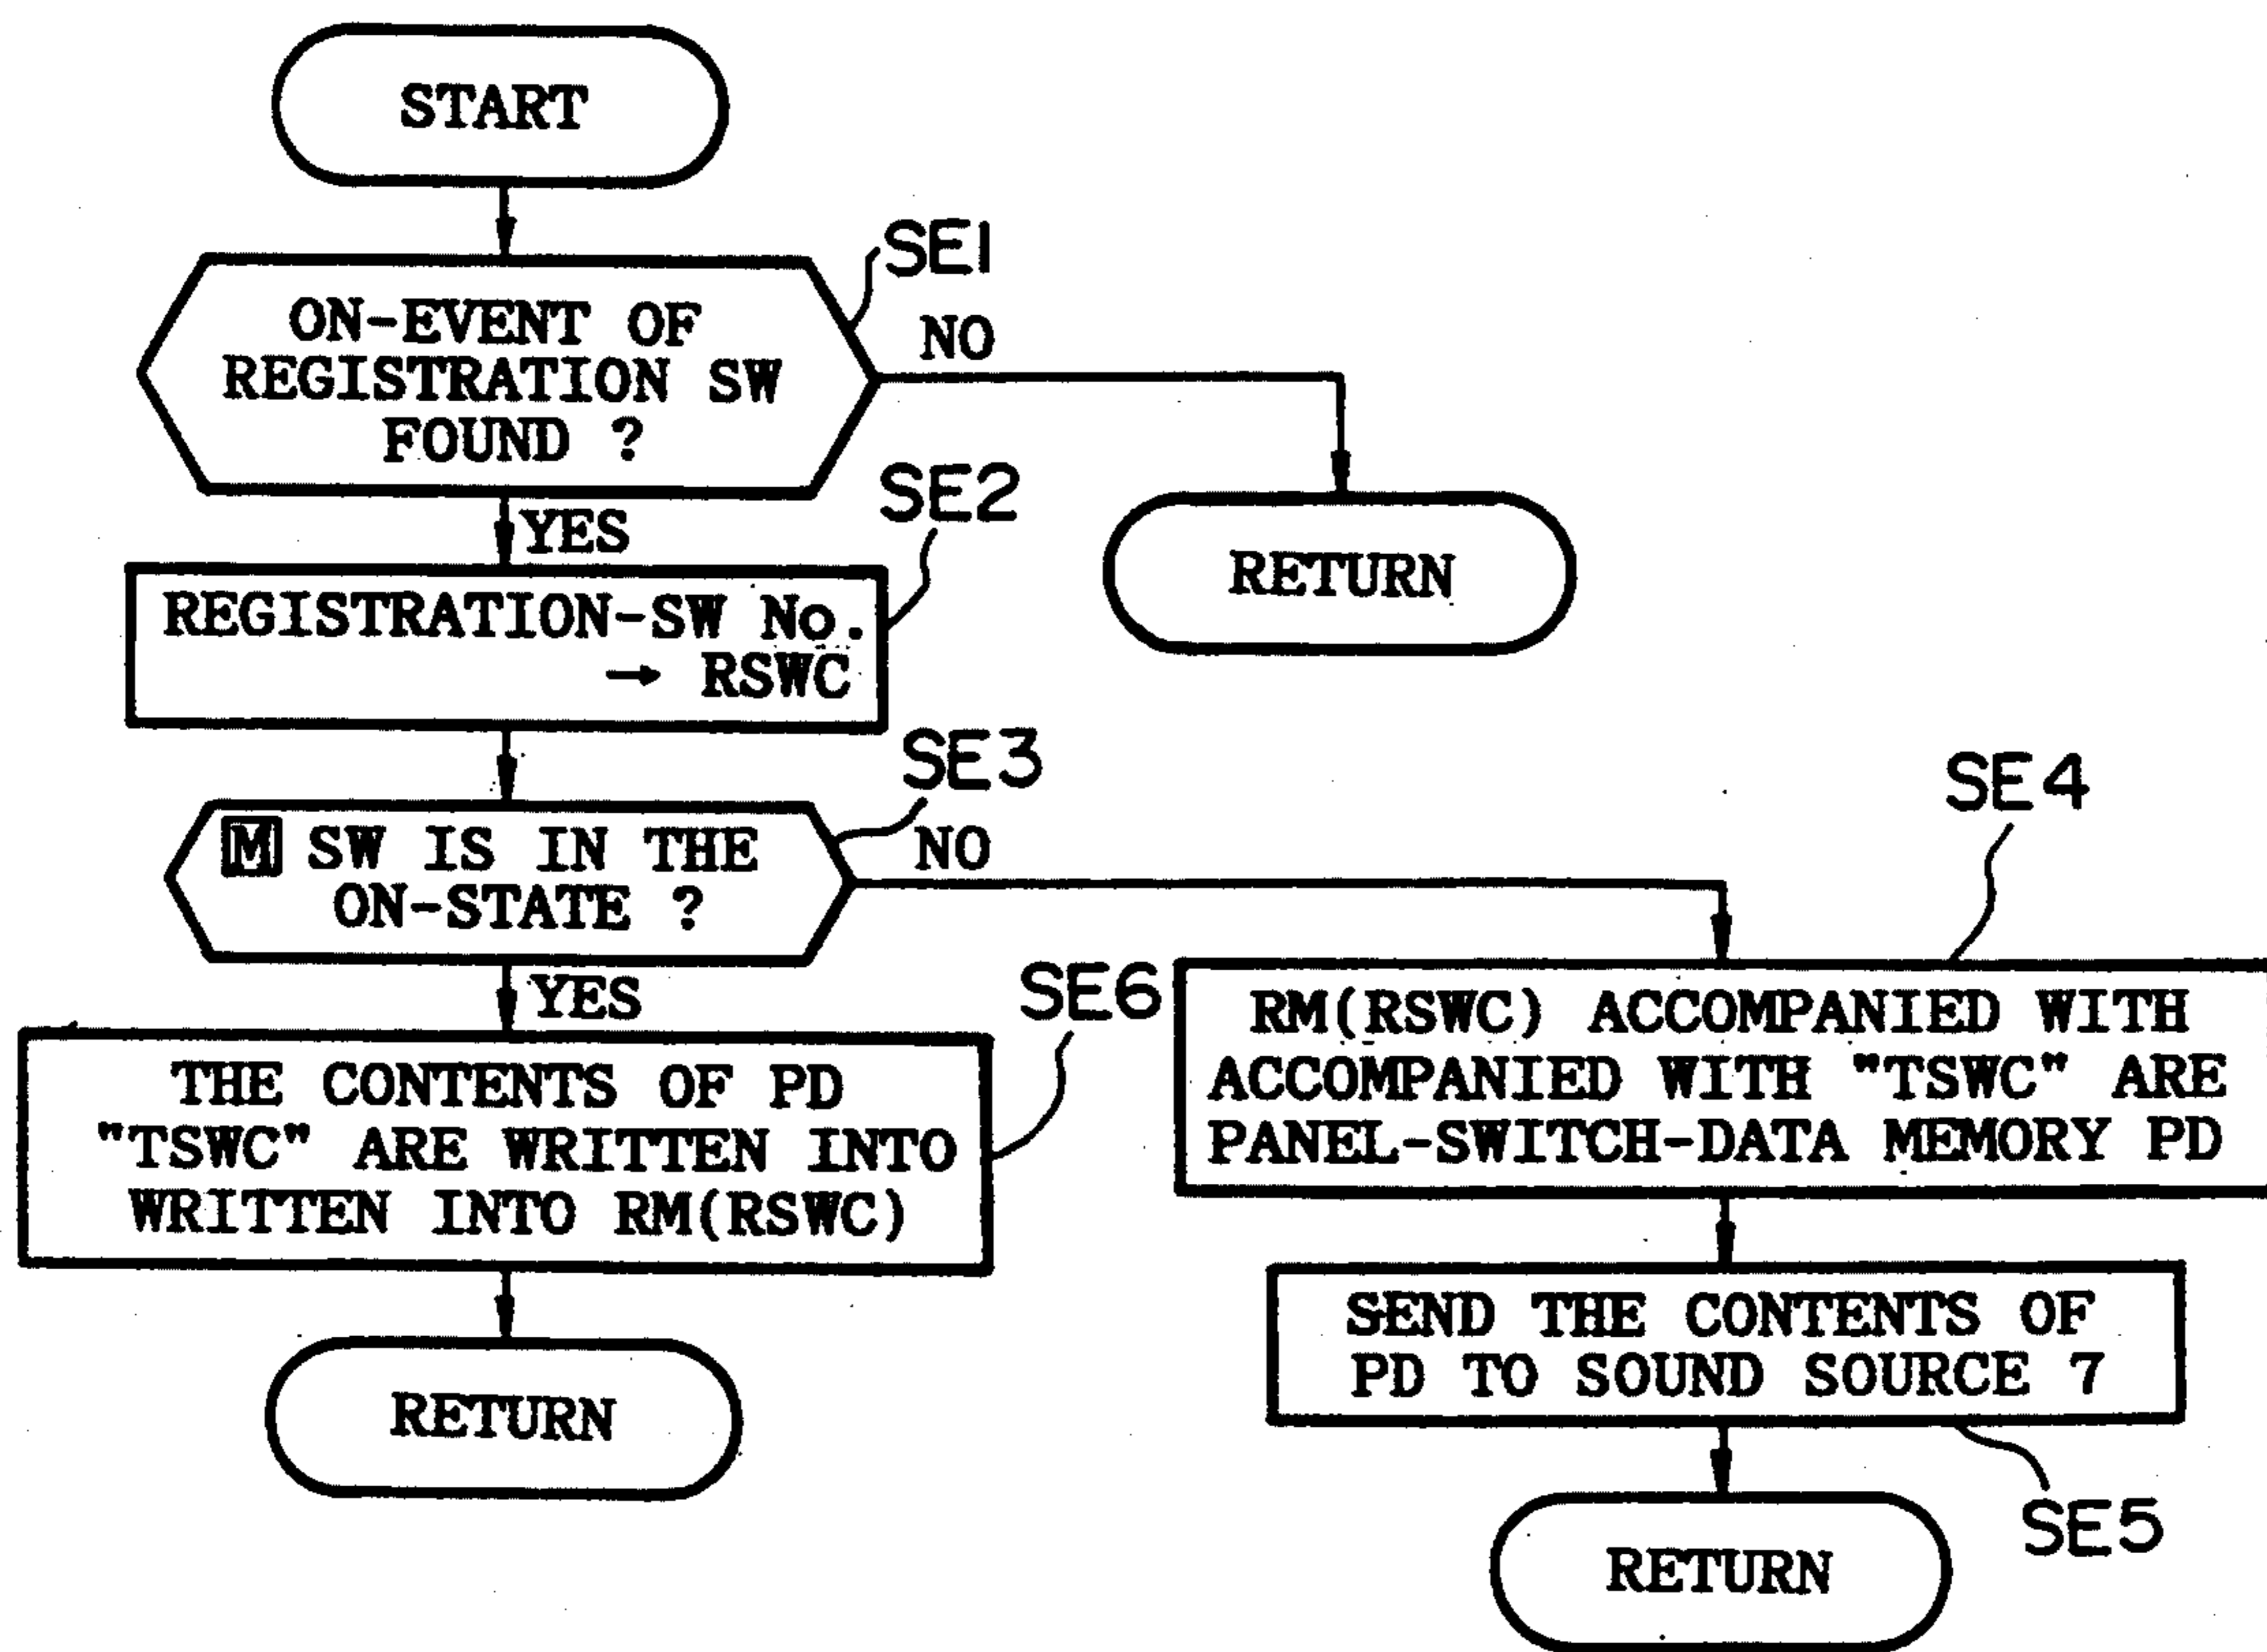 START
SE1
ON-EVENT OF
REGISTRATION SW
FOUND ?
NO
YES
RETURN
SE2
REGISTRATION-SW No.
→ RSWC
SE3
M SW IS IN THE
ON-STATE ?
NO
YES
SE4
RM(RSWC) ACCOMPANIED WITH
ACCOMPANIED WITH "TSWC" ARE
PANEL-SWITCH-DATA MEMORY PD
SE6
THE CONTENTS OF PD
"TSWC" ARE WRITTEN INTO
WRITTEN INTO RM(RSWC)
RETURN
SEND THE CONTENTS OF
PD TO SOUND SOURCE 7
SE5
RETURN